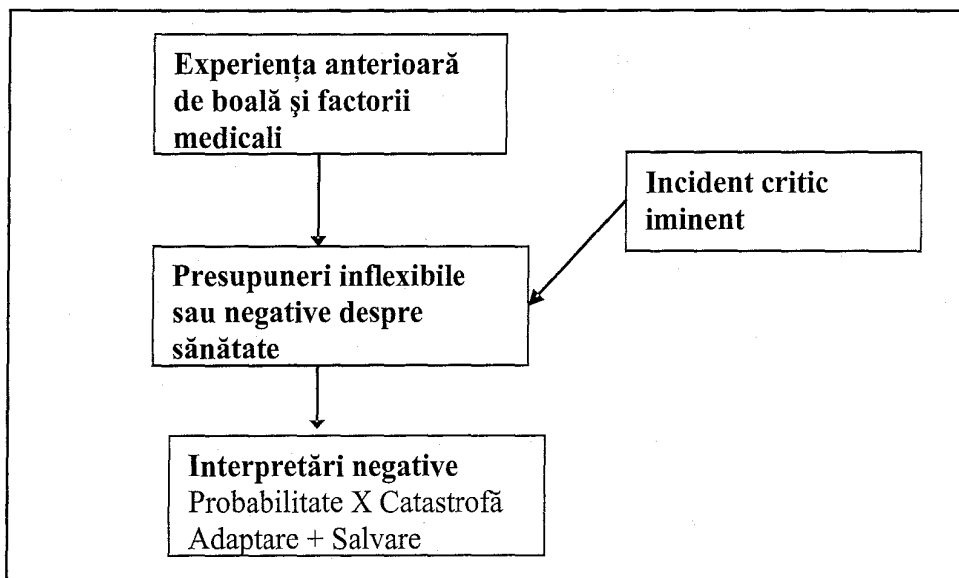 Experiența anterioară
de boală şi factorii
medicali
Incident critic
iminent
Presupuneri inflexibile
sau negative despre
sănătate
Interpretări negative
Probabilitate X Catastrofă
Adaptare + Salvare